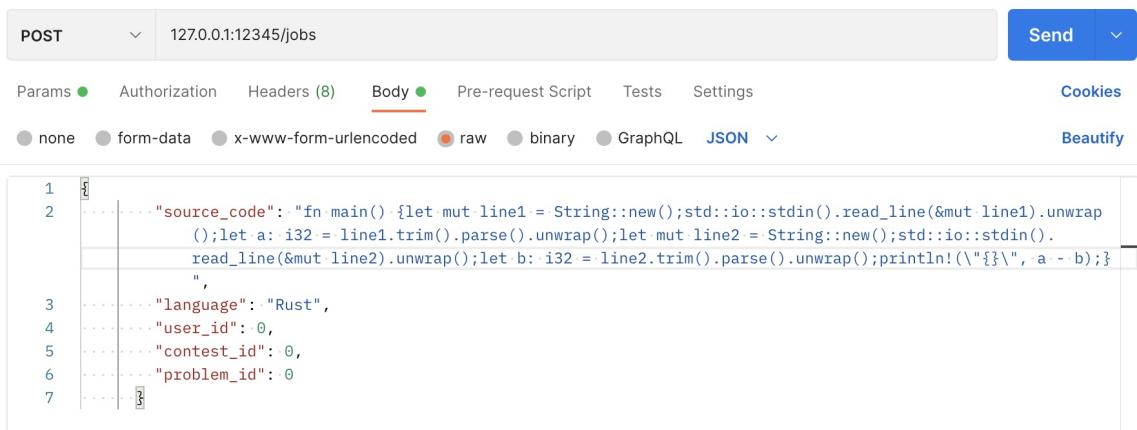 POST 127.0.0.1:12345/jobs Send
Params Authorization Headers (8) Body Pre-request Script Tests Settings Cookies
none form-data x-www-form-urlencoded raw binary GraphQL JSON Beautify
1 {
2 "source_code": "fn main() {let mut line1 = String::new();std::io::stdin().read_line(&mut line1).unwrap
();let a: i32 = line1.trim().parse().unwrap();let mut line2 = String::new();std::io::stdin().
read_line(&mut line2).unwrap();let b: i32 = line2.trim().parse().unwrap();println!(\"{}\", a - b);}
",
3 "language": "Rust",
4 "user_id": 0,
5 "contest_id": 0,
6 "problem_id": 0
7 }